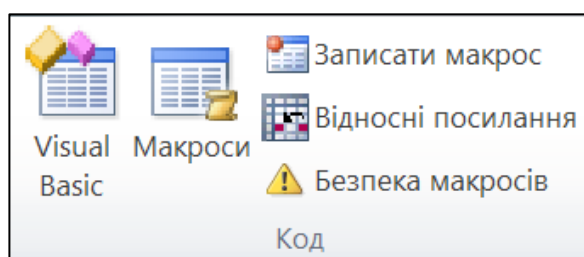 Visual
Basic
Макроси
Записати макрос
Відносні посилання
Безпека макросів
Код